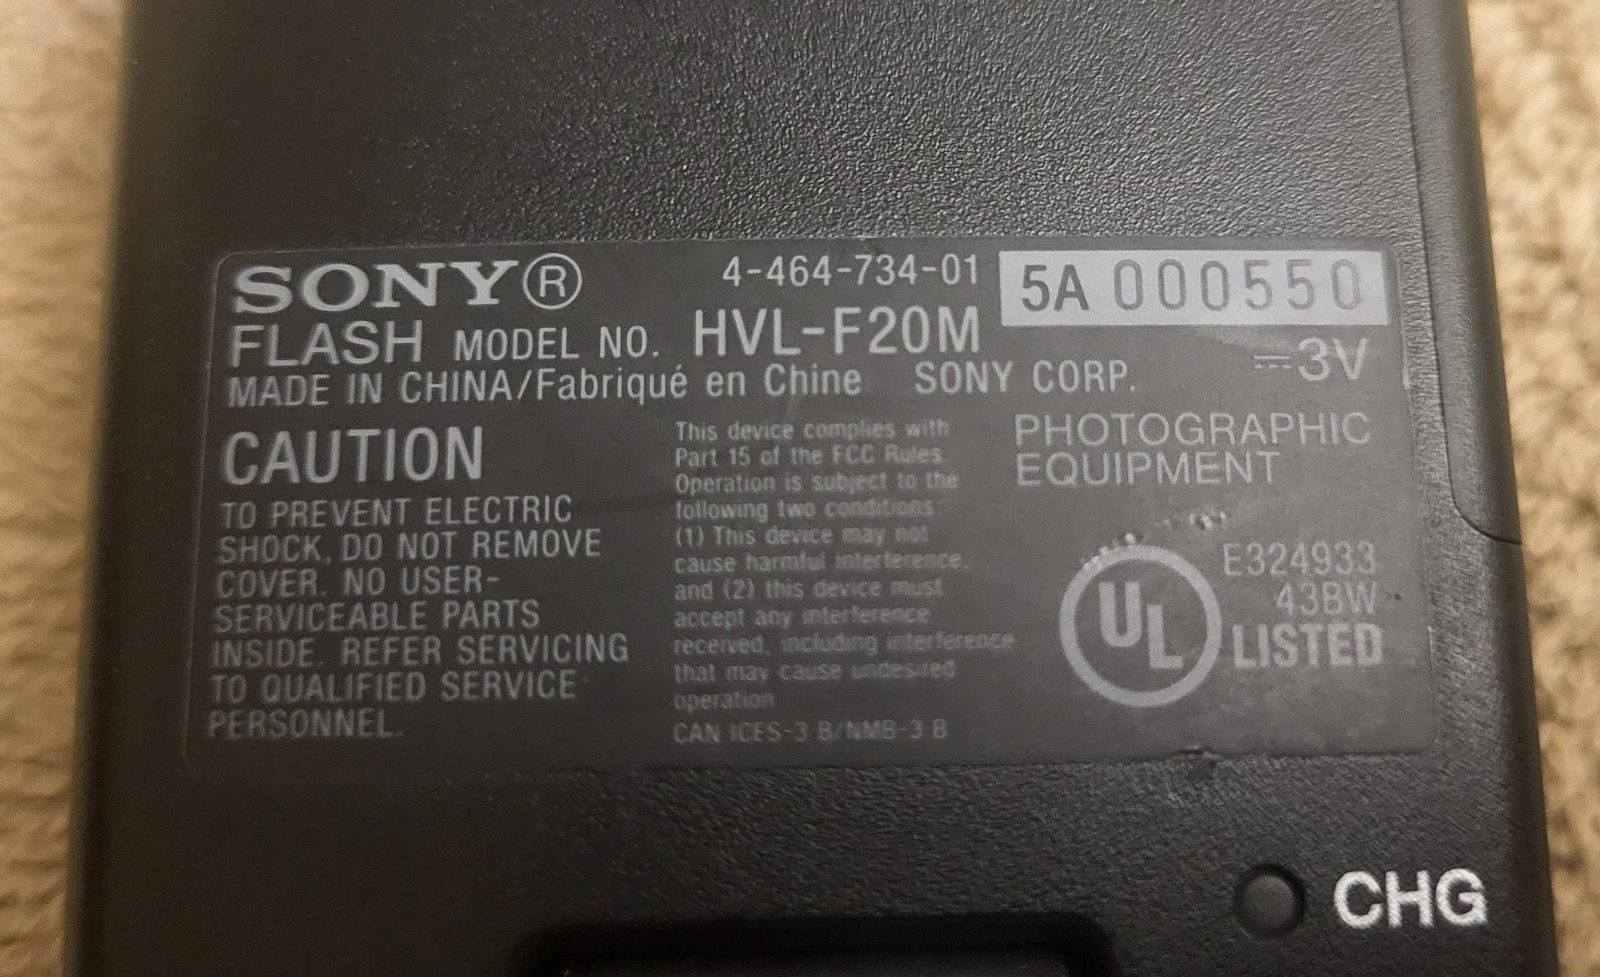 SONY®
4-464-734-01
5A 000550
FLASH MODEL NO. HVL-F20M
⎓3V
MADE IN CHINA/Fabriqué en Chine SONY CORP.
CAUTION
TO PREVENT ELECTRIC
SHOCK, DO NOT REMOVE
COVER. NO USER-
SERVICEABLE PARTS
INSIDE. REFER SERVICING
TO QUALIFIED SERVICE
PERSONNEL.
This device complies with
Part 15 of the FCC Rules.
Operation is subject to the
following two conditions:
(1) This device may not
cause harmful interference,
and (2) this device must
accept any interference
received, including interference
that may cause undesired
operation
CAN ICES-3 B/NMB-3 B
PHOTOGRAPHIC
EQUIPMENT
UL
E324933
43BW
LISTED
CHG